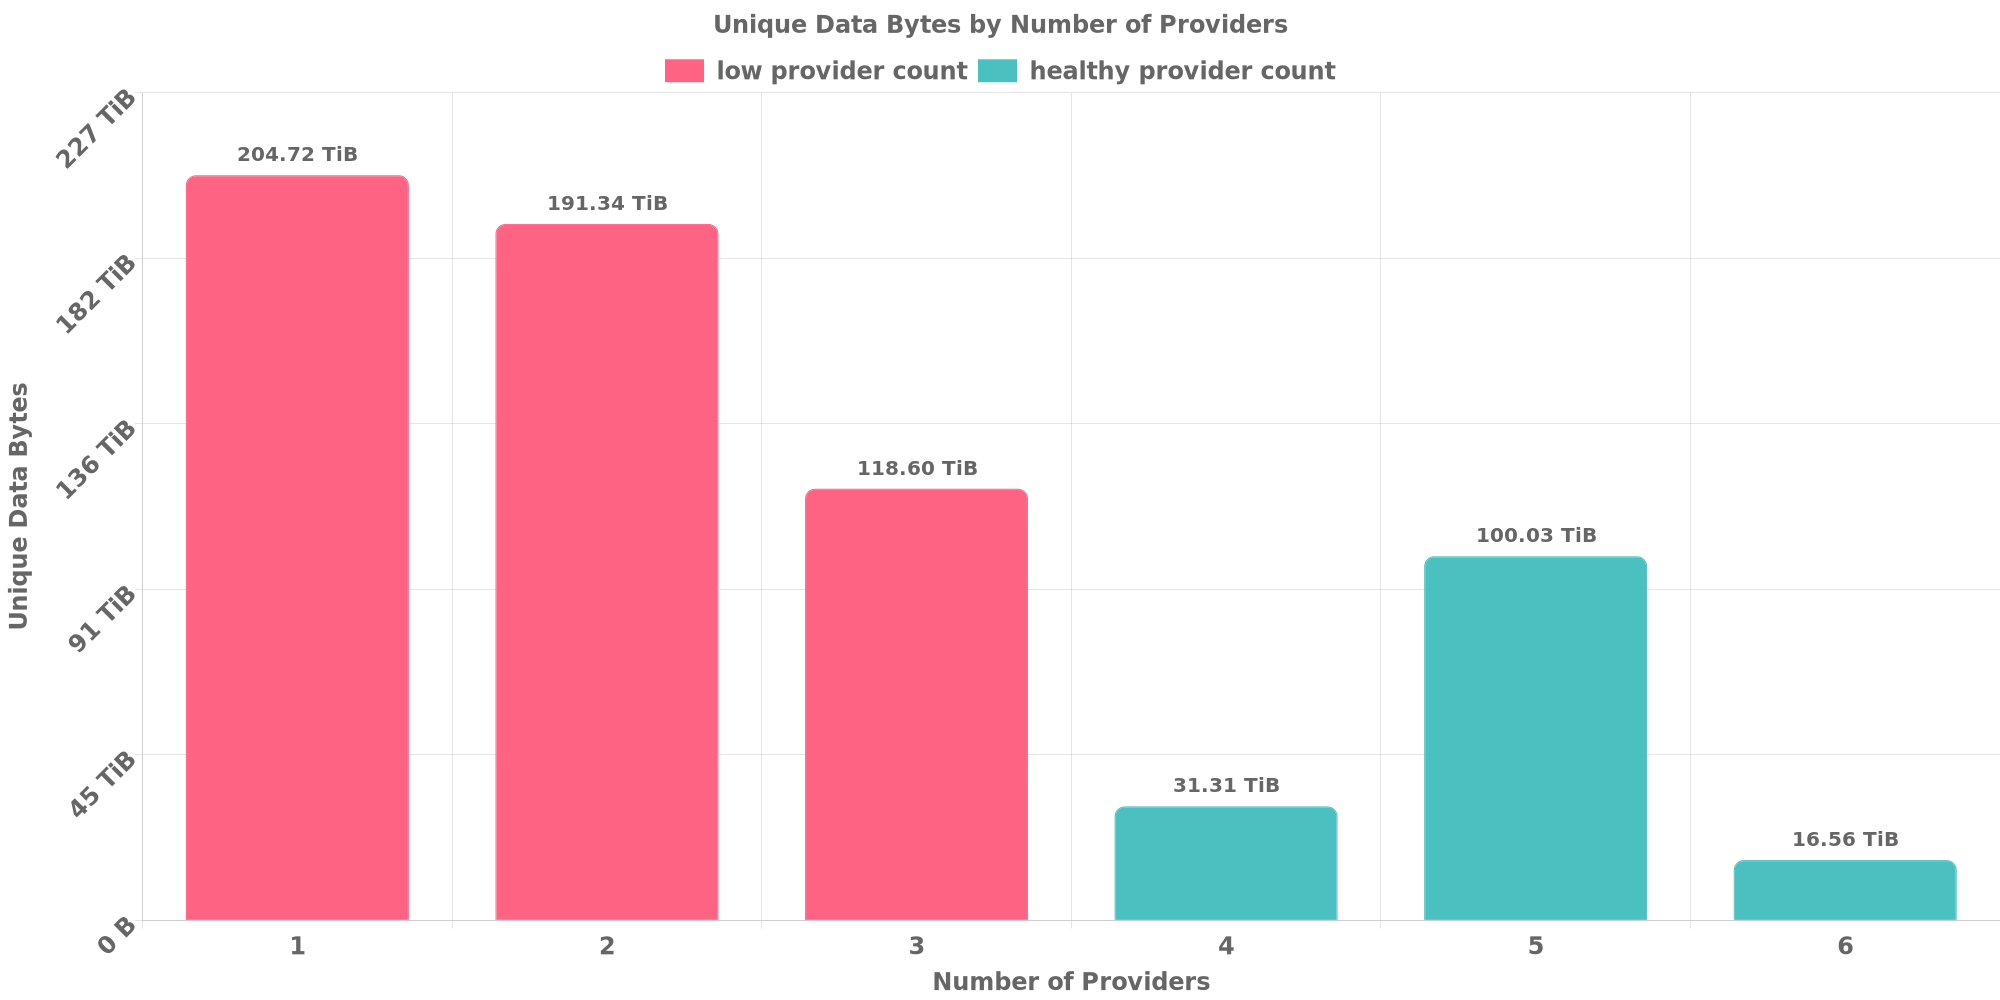 Unique Data Bytes by Number of Providers
low provider count healthy provider count
227 TiB
182 TiB
136 TiB
91 TiB
45 TiB
0 B
Unique Data Bytes
204.72 TiB
191.34 TiB
118.60 TiB
31.31 TiB
100.03 TiB
16.56 TiB
1 2 3 4 5 6
Number of Providers